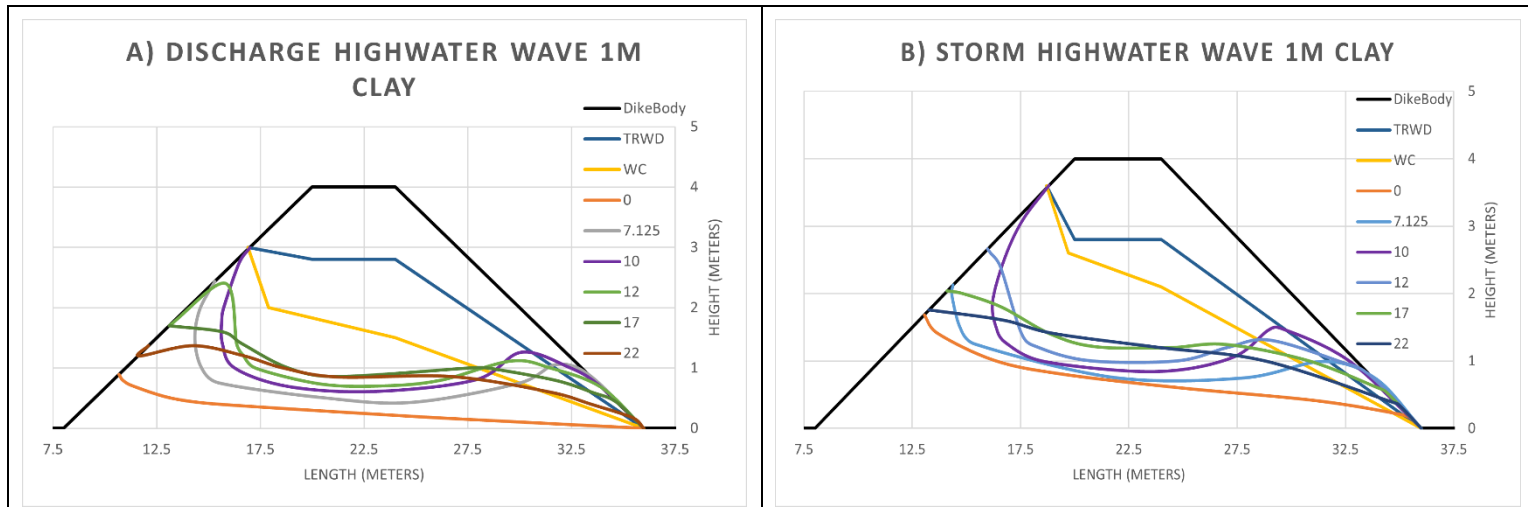 A) DISCHARGE HIGHWATER WAVE 1M
CLAY
DikeBody
TRWD
WC
0
7.125
10
12
17
22
5
4
3
2
1
0
HEIGHT (METERS)
7.5 12.5 17.5 22.5 27.5 32.5 37.5
LENGTH (METERS)
B) STORM HIGHWATER WAVE 1M CLAY
DikeBody
TRWD
WC
0
7.125
10
12
17
22
5
4
3
2
1
0
HEIGHT (METERS)
7.5 12.5 17.5 22.5 27.5 32.5 37.5
LENGTH (METERS)